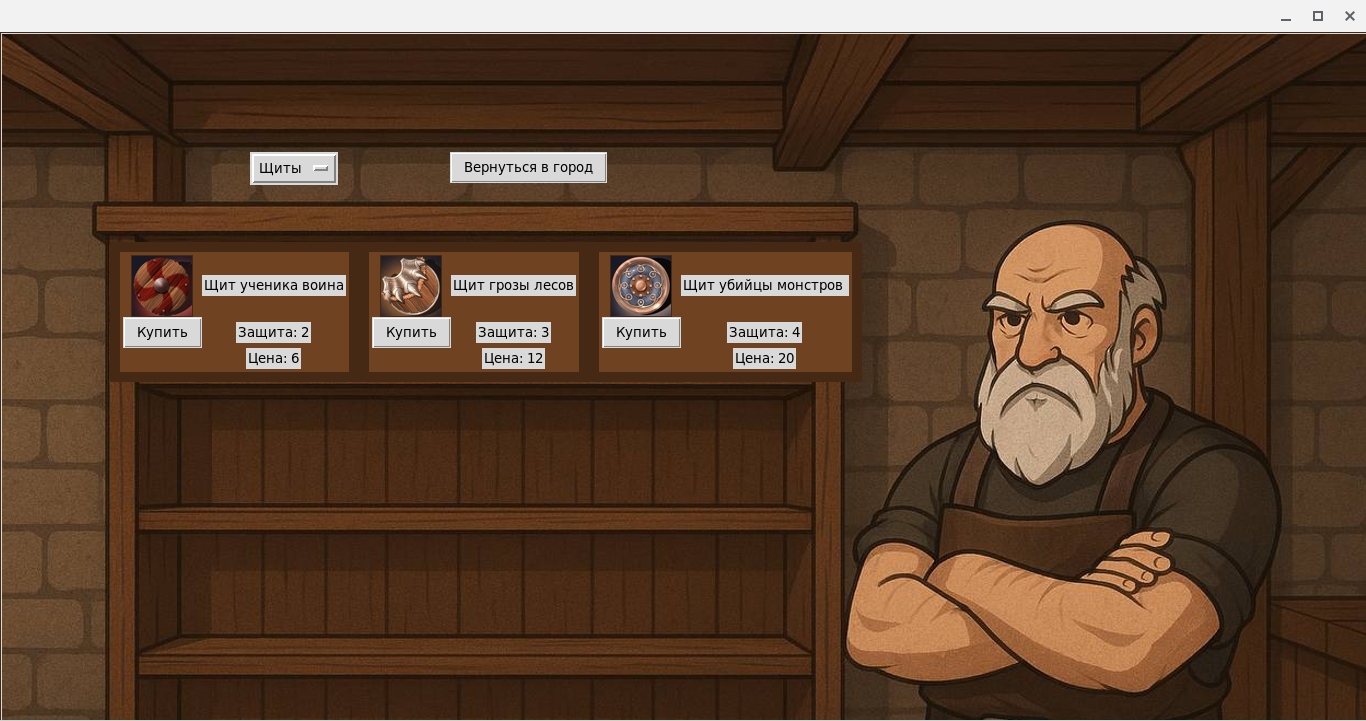 Щиты
Вернуться в город
Щит ученика воина
Купить
Защита: 2
Цена: 6
Щит грозы лесов
Купить
Защита: 3
Цена: 12
Щит убийцы монстров
Купить
Защита: 4
Цена: 20